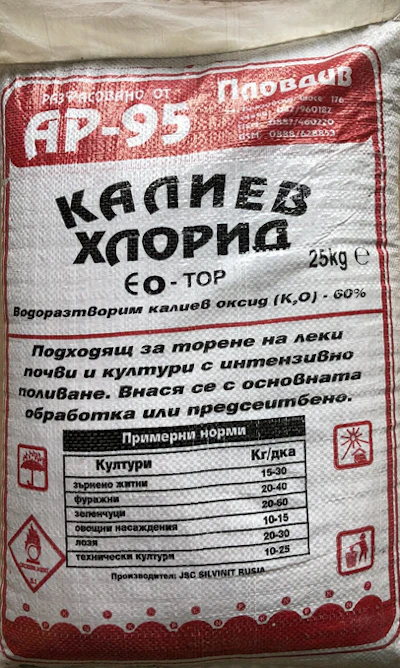 РАЗФАСОВАНО ОТ
АР-95
ПЛОВДИВ
КАЛИЕВ
ХЛОРИД
ЄО - ТОР
25kg е
Водоразтворим калиев оксид (K₂O) - 60%
Подходящ за торене на леки
почви и култури с интензивно
поливане. Внася се с основната
обработка или предсеитбено.
Примерни норми
Култури Кг/дка
зърнено житни 15-30
фуражни 20-40
зеленчуци 20-60
овощни насаждения 10-15
лозя 20-30
технически култури 10-25
Производител: JSC SILVINIT RUSIA